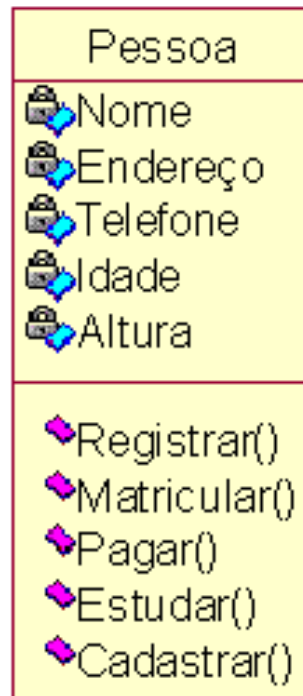 Pessoa
Nome
Endereço
Telefone
Idade
Altura
Registrar()
Matricular()
Pagar()
Estudar()
Cadastrar()